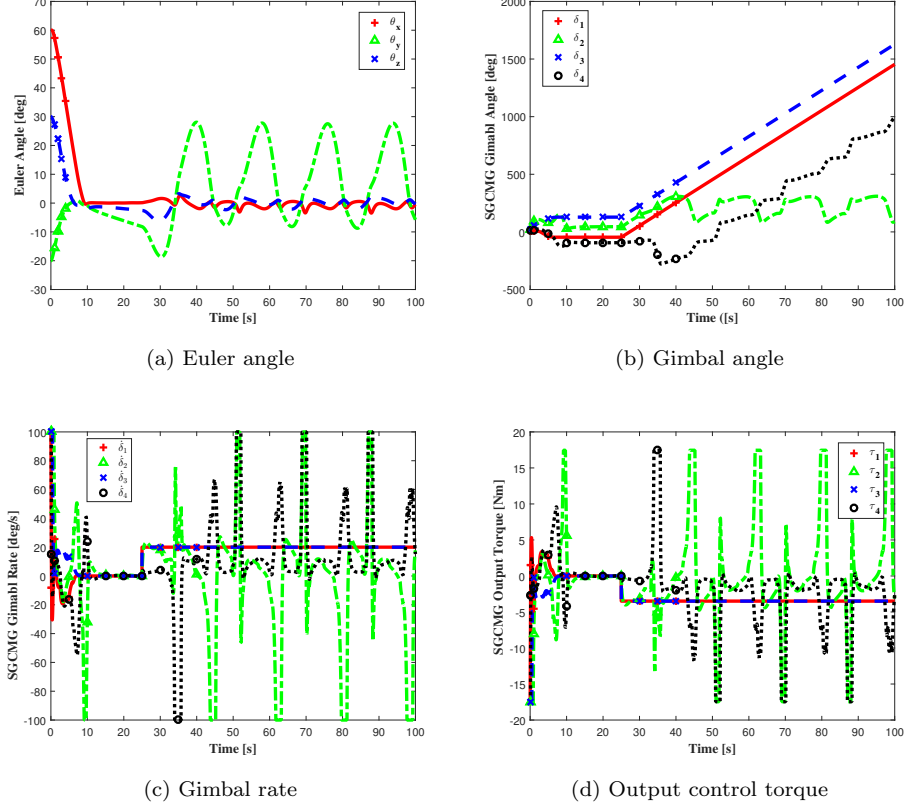 70
60
50
40
30
20
10
0
-10
-20
-30
0 10 20 30 40 50 60 70 80 90 100
Euler Angle [deg]
Time [s]
θx
θy
θz
(a) Euler angle
2000
1500
1000
500
0
-500
0 10 20 30 40 50 60 70 80 90 100
SGCMG Gimabl Angle [deg]
Time ([s]
δ1
δ2
δ3
δ4
(b) Gimbal angle
100
80
60
40
20
0
-20
-40
-60
-80
-100
0 10 20 30 40 50 60 70 80 90 100
SGCMG Gimabl Rate [deg/s]
Time [s]
δ̇1
δ̇2
δ̇3
δ̇4
(c) Gimbal rate
20
15
10
5
0
-5
-10
-15
-20
0 10 20 30 40 50 60 70 80 90 100
SGCMG Output Torque [Nm]
Time [s]
τ1
τ2
τ3
τ4
(d) Output control torque